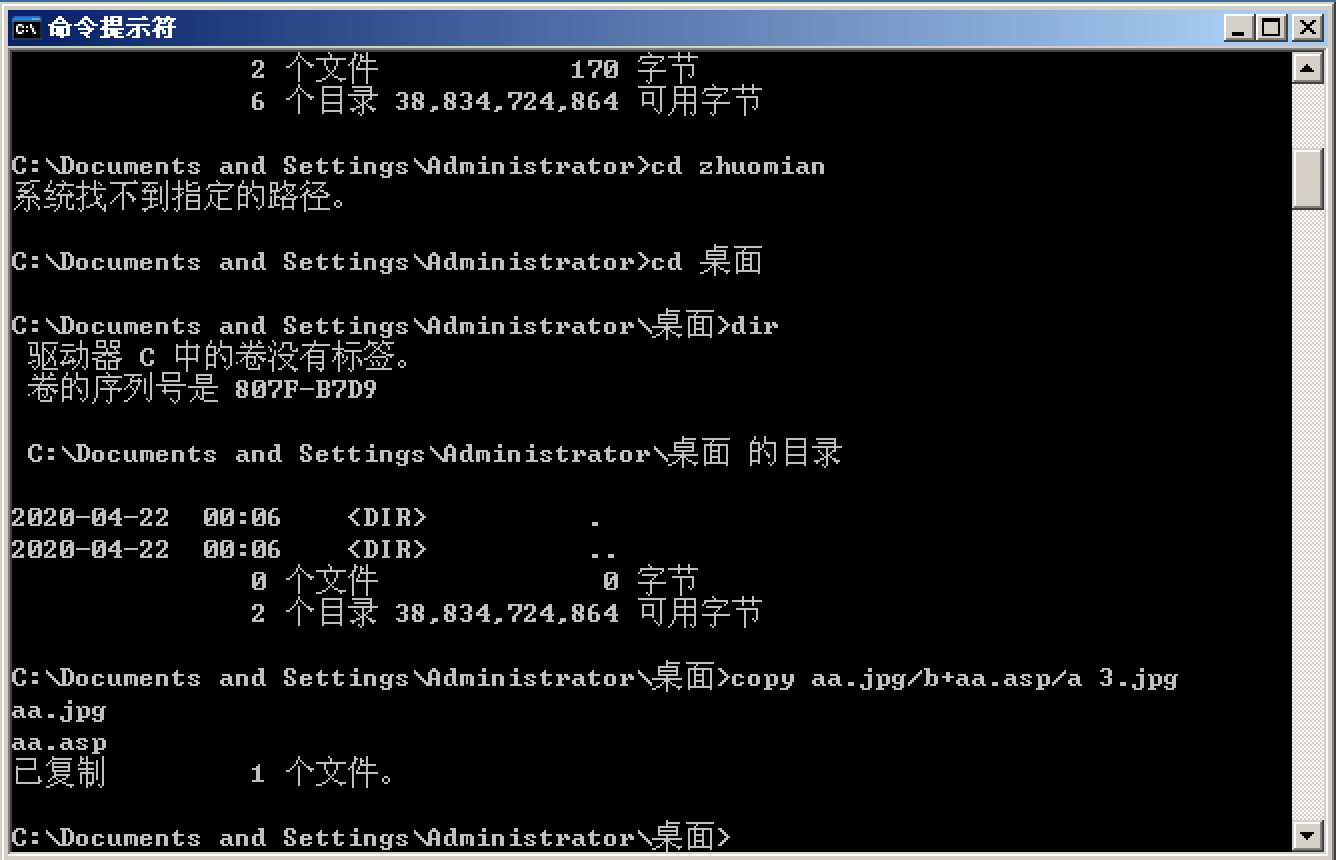 命令提示符
2 个文件 170 字节
6 个目录 38,834,724,864 可用字节
C:\Documents and Settings\Administrator>cd zhuomian
系统找不到指定的路径。
C:\Documents and Settings\Administrator>cd 桌面
C:\Documents and Settings\Administrator\桌面>dir
驱动器 C 中的卷没有标签。
卷的序列号是 807F-B7D9
C:\Documents and Settings\Administrator\桌面 的目录
2020-04-22  00:06    <DIR>          .
2020-04-22  00:06    <DIR>          ..
0 个文件 0 字节
2 个目录 38,834,724,864 可用字节
C:\Documents and Settings\Administrator\桌面>copy aa.jpg/b+aa.asp/a 3.jpg
aa.jpg
aa.asp
已复制         1 个文件。
C:\Documents and Settings\Administrator\桌面>